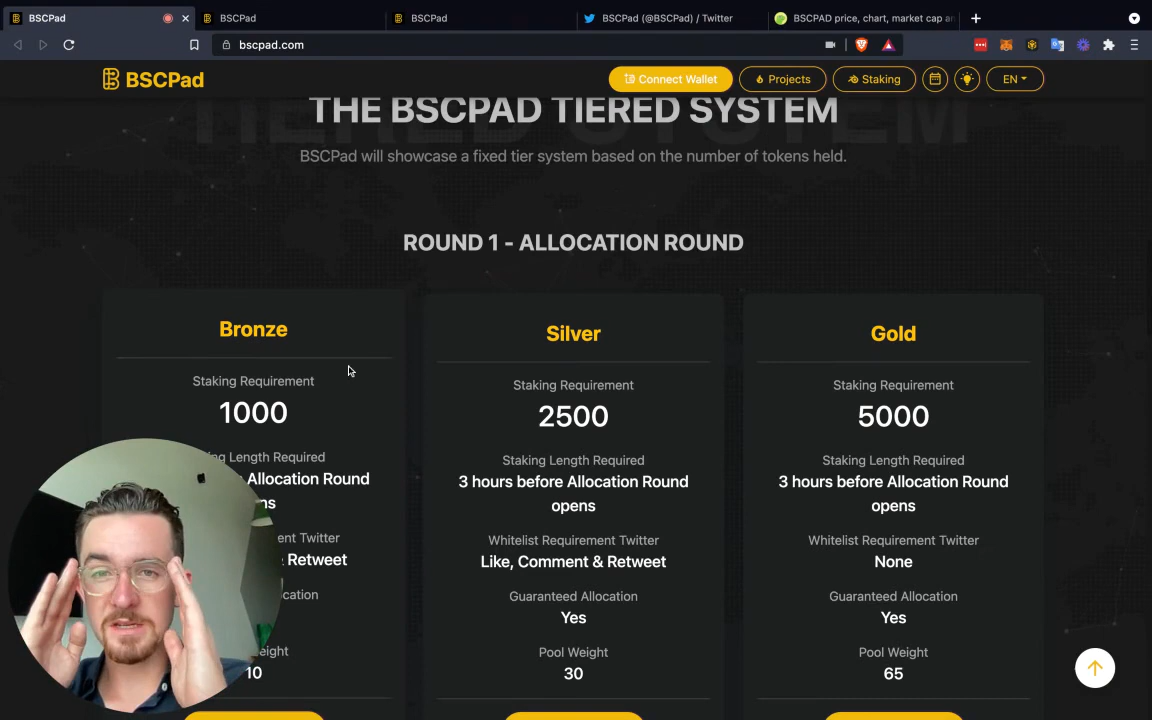 BSCPad
BSCPad
BSCPad
BSCPad (@BSCPad) / Twitter
BSCPAD price, chart, market cap an
bscpad.com
BSCPad
Connect Wallet
Projects
Staking
EN
TIERED SYSTEM
THE BSCPAD TIERED SYSTEM
BSCPad will showcase a fixed tier system based on the number of tokens held.
ROUND 1 - ALLOCATION ROUND
Bronze
Staking Requirement
1000
Length Required
Allocation Round
Twitter
Retweet
10
Silver
Staking Requirement
2500
Staking Length Required
3 hours before Allocation Round
opens
Whitelist Requirement Twitter
Like, Comment & Retweet
Guaranteed Allocation
Yes
Pool Weight
30
Gold
Staking Requirement
5000
Staking Length Required
3 hours before Allocation Round
opens
Whitelist Requirement Twitter
None
Guaranteed Allocation
Yes
Pool Weight
65